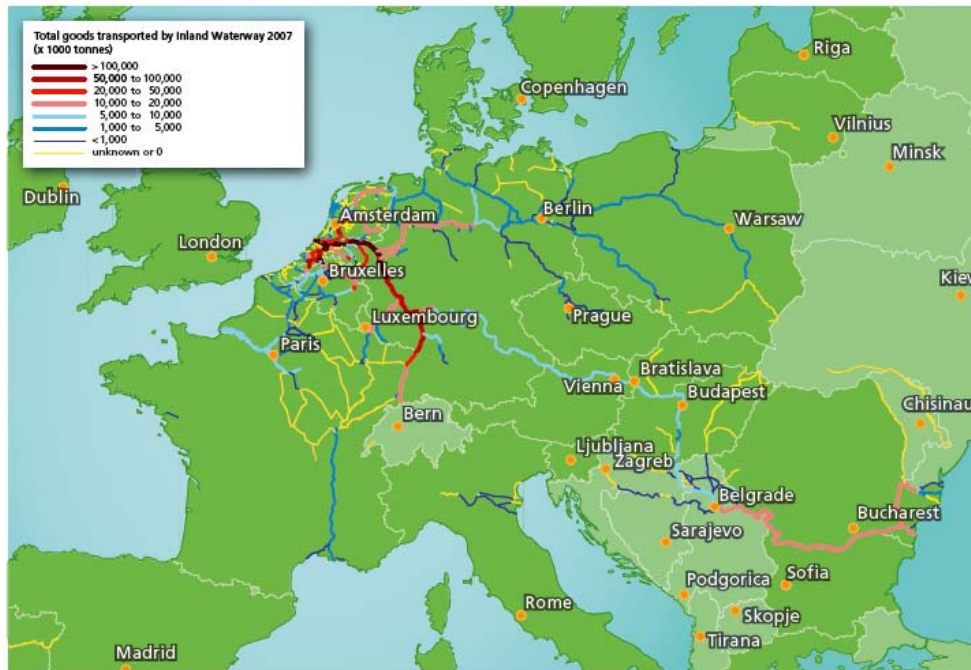 Total goods transported by Inland Waterway 2007
(x 1000 tonnes)
> 100,000
50,000 to 100,000
20,000 to 50,000
10,000 to 20,000
5,000 to 10,000
1,000 to 5,000
<1,000
unknown or 0
Riga
Copenhagen
Vilnius
Minsk
Dublin
Amsterdam
Berlin
Warsaw
London
Bruxelles
Kiev
Luxembourg
Prague
Paris
Bratislava
Vienna
Budapest
Bern
Chisinau
Ljubljana
Zagreb
Belgrade
Bucharest
Sarajevo
Sofia
Podgorica
Rome
Skopje
Tirana
Madrid